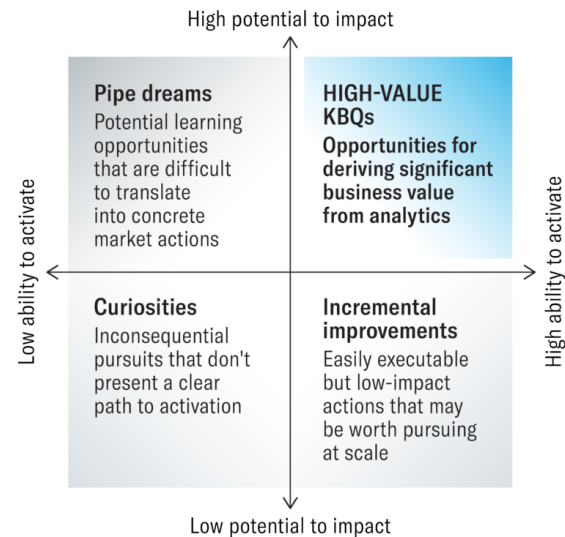 High potential to impact
Pipe dreams
Potential learning
opportunities
that are difficult
to translate
into concrete
market actions
HIGH-VALUE
KBQs
Opportunities for
deriving significant
business value
from analytics
Low ability to activate
High ability to activate
Curiosities
Inconsequential
pursuits that don't
present a clear
path to activation
Incremental
improvements
Easily executable
but low-impact
actions that may
be worth pursuing
at scale
Low potential to impact